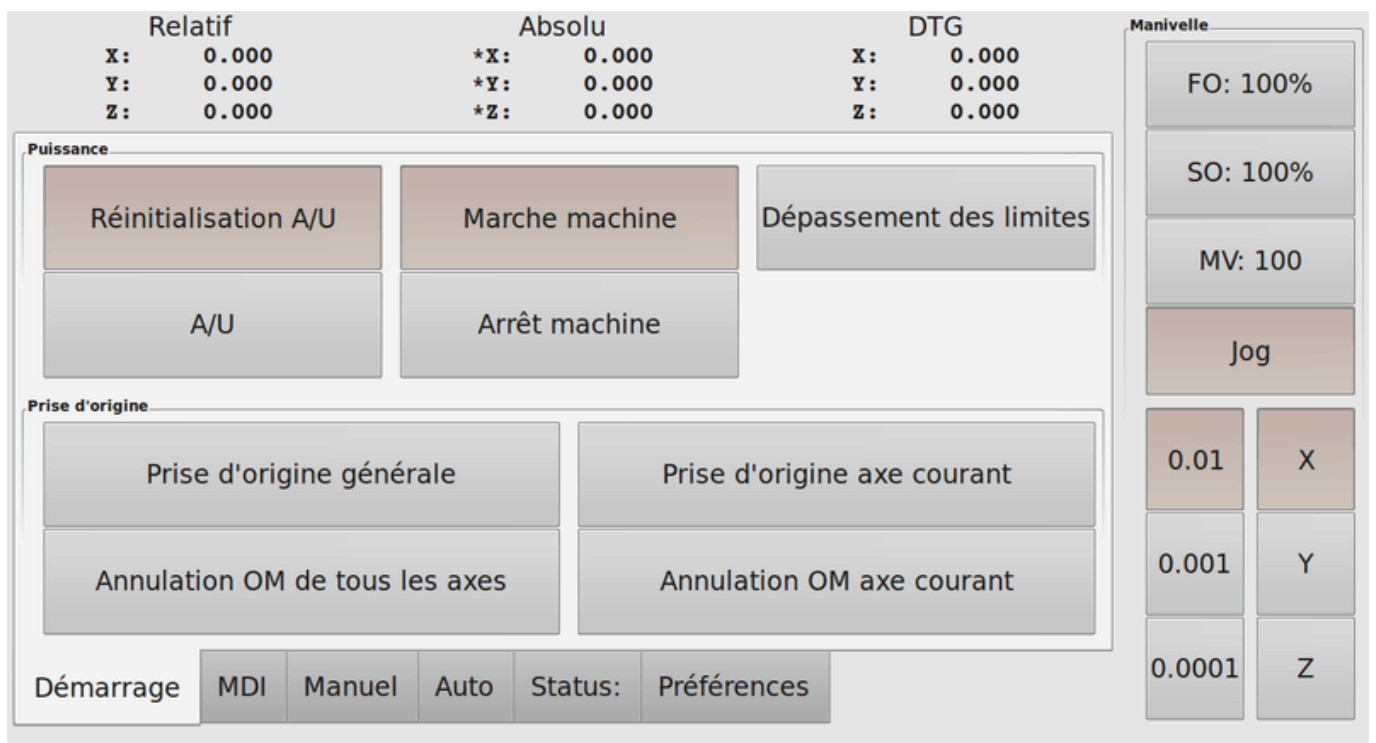 Relatif Absolu DTG
X: 0.000 *X: 0.000 X: 0.000
Y: 0.000 *Y: 0.000 Y: 0.000
Z: 0.000 *Z: 0.000 Z: 0.000
Puissance
Réinitialisation A/U Marche machine Dépassement des limites
A/U Arrêt machine
Prise d'origine
Prise d'origine générale Prise d'origine axe courant
Annulation OM de tous les axes Annulation OM axe courant
Démarrage MDI Manuel Auto Status: Préférences
Manivelle
FO: 100%
SO: 100%
MV: 100
Jog
0.01 X
0.001 Y
0.0001 Z